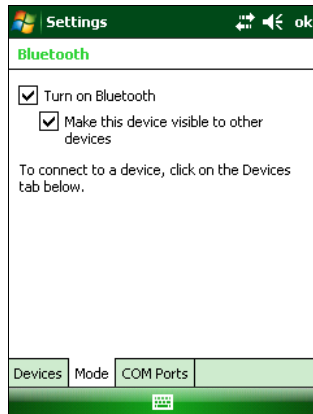 Settings ok
Bluetooth
Turn on Bluetooth
Make this device visible to other
devices
To connect to a device, click on the Devices
tab below.
Devices Mode COM Ports